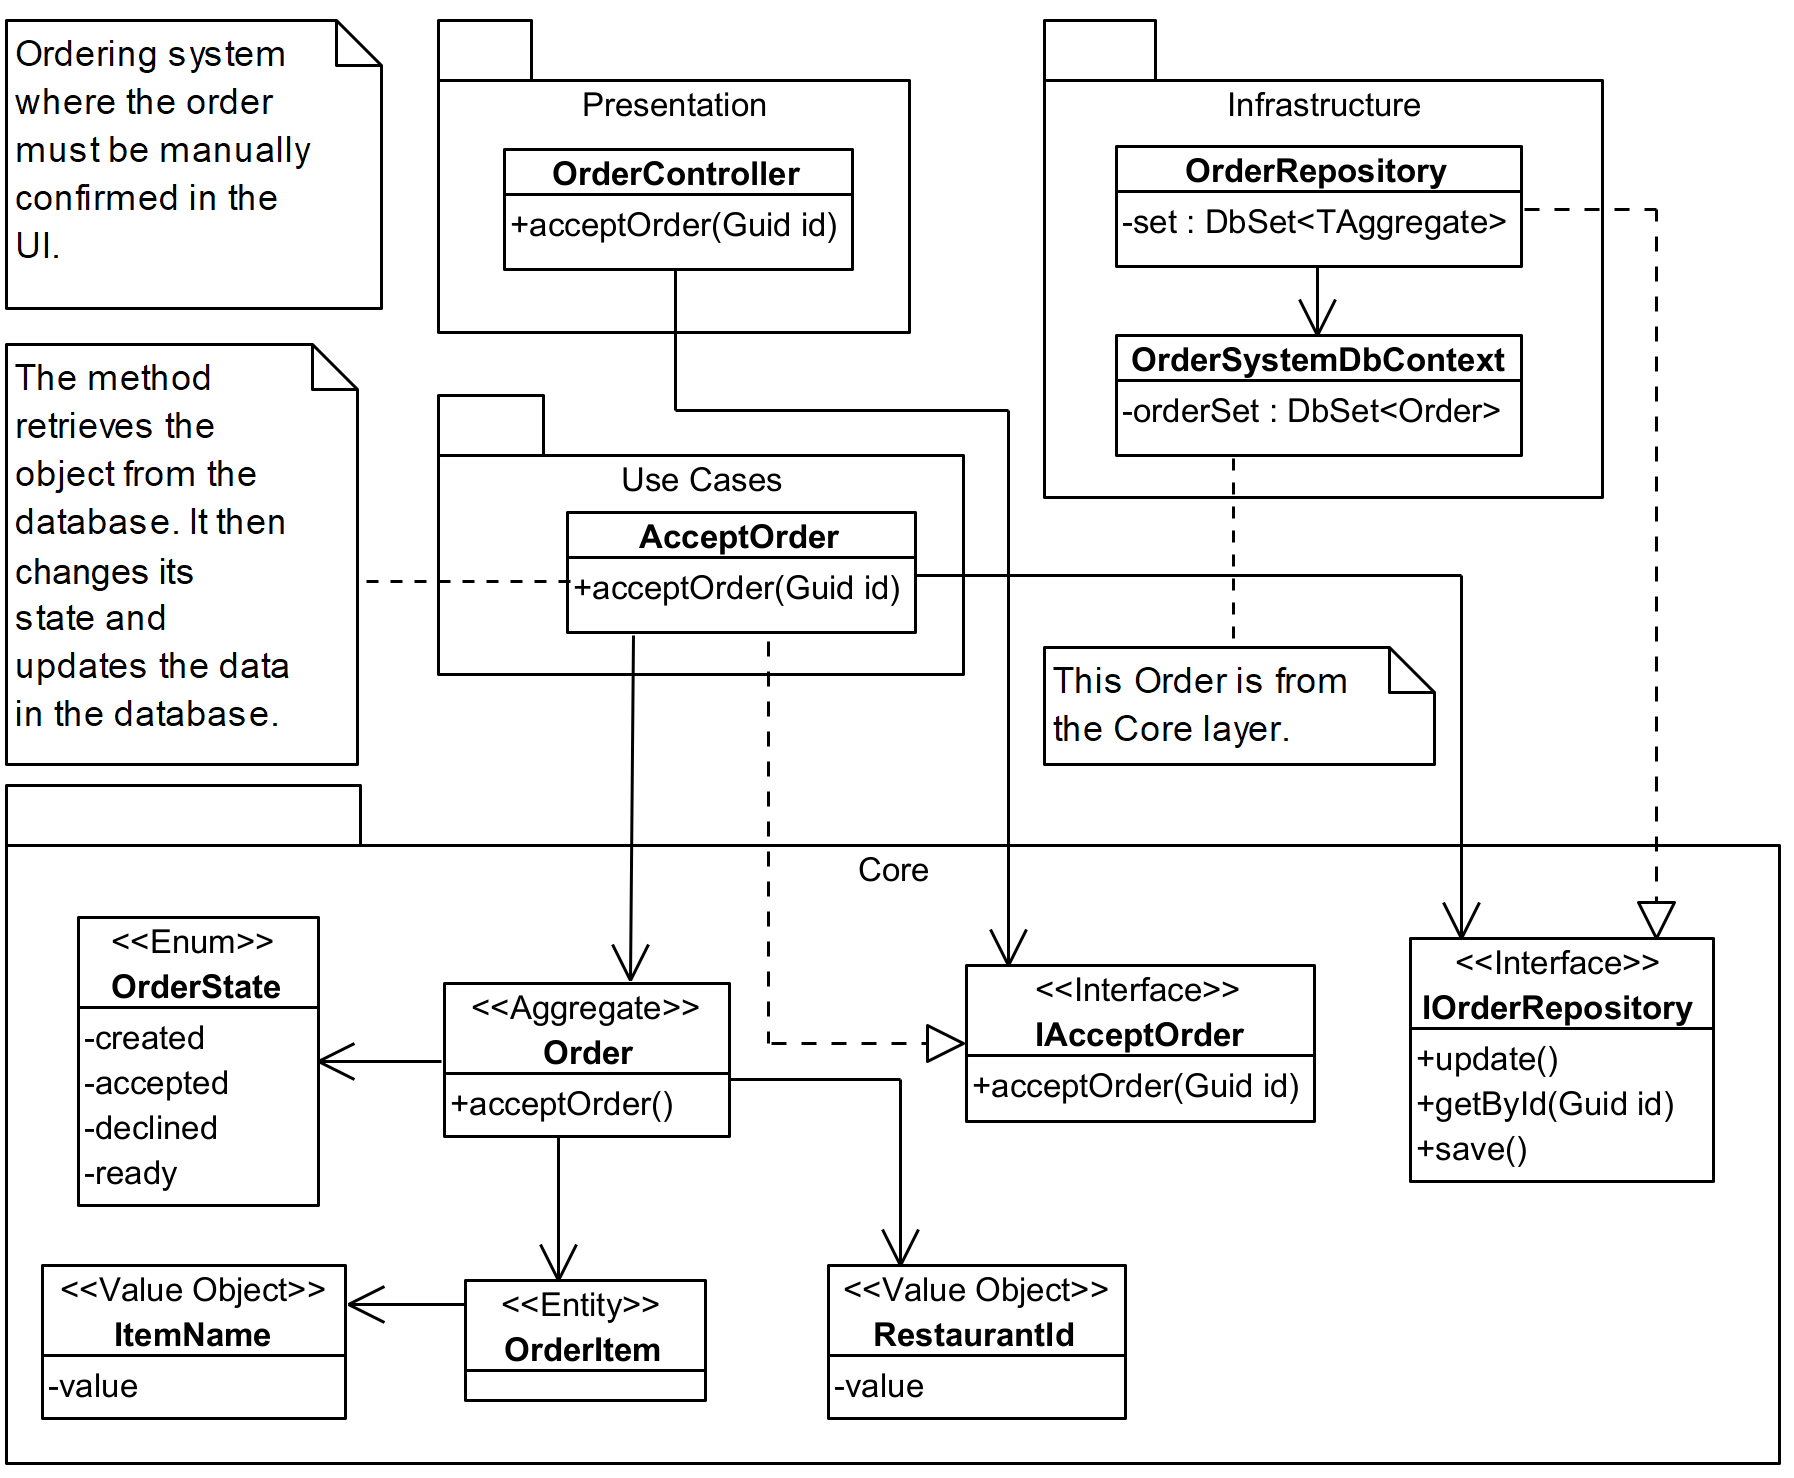 Ordering system
where the order
must be manually
confirmed in the
UI.
Presentation
OrderController
+acceptOrder(Guid id)
Infrastructure
OrderRepository
-set : DbSet<TAggregate>
OrderSystemDbContext
-orderSet : DbSet<Order>
The method
retrieves the
object from the
database. It then
changes its
state and
updates the data
in the database.
Use Cases
AcceptOrder
+acceptOrder(Guid id)
This Order is from
the Core layer.
Core
<<Enum>>
OrderState
-created
-accepted
-declined
-ready
<<Aggregate>>
Order
+acceptOrder()
<<Interface>>
IAcceptOrder
+acceptOrder(Guid id)
<<Interface>>
IOrderRepository
+update()
+getById(Guid id)
+save()
<<Value Object>>
ItemName
-value
<<Entity>>
OrderItem
<<Value Object>>
RestaurantId
-value